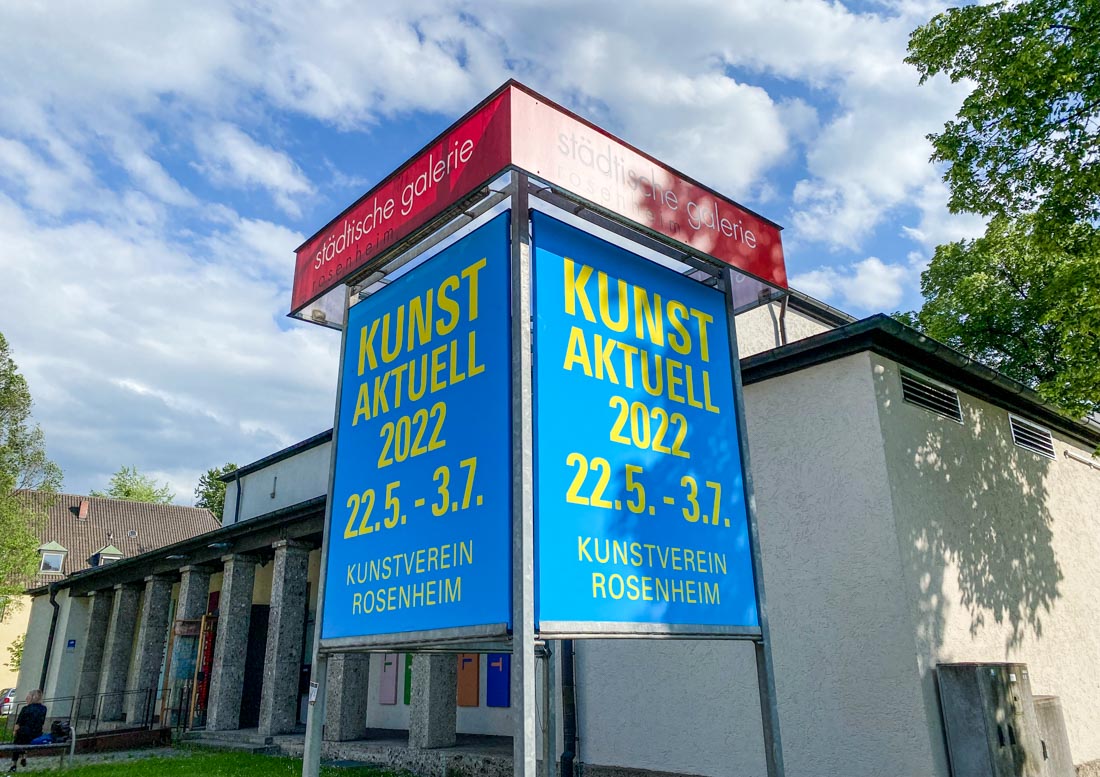 städtische galerie
rosenheim
KUNST
AKTUELL
2022
22.5. - 3.7.
KUNSTVEREIN
ROSENHEIM
städtische galerie
rosenheim
KUNST
AKTUELL
2022
22.5. - 3.7.
KUNSTVEREIN
ROSENHEIM